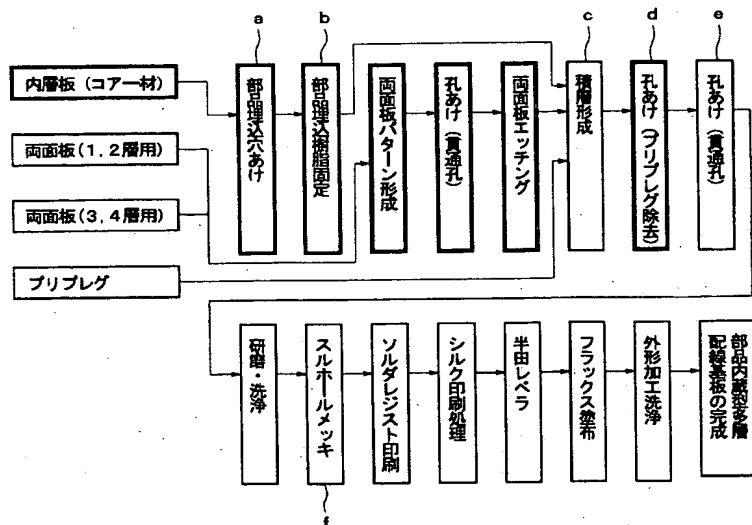 a
b
c
d
e
内層板(コアー材)
両面板(1,2層用)
両面板(3,4層用)
プリプレグ
部品埋込穴あけ
部品埋込樹脂固定
両面板パターン形成
孔あけ(貫通孔)
両面板エッチング
積層形成
孔あけ(プリプレグ除去)
孔あけ(貫通孔)
研磨・洗浄
スルホールメッキ
ソルダレジスト印刷
シルク印刷処理
半田レベラ
フラックス塗布
外形加工洗浄
部品内蔵型多層
配線基板の完成
f